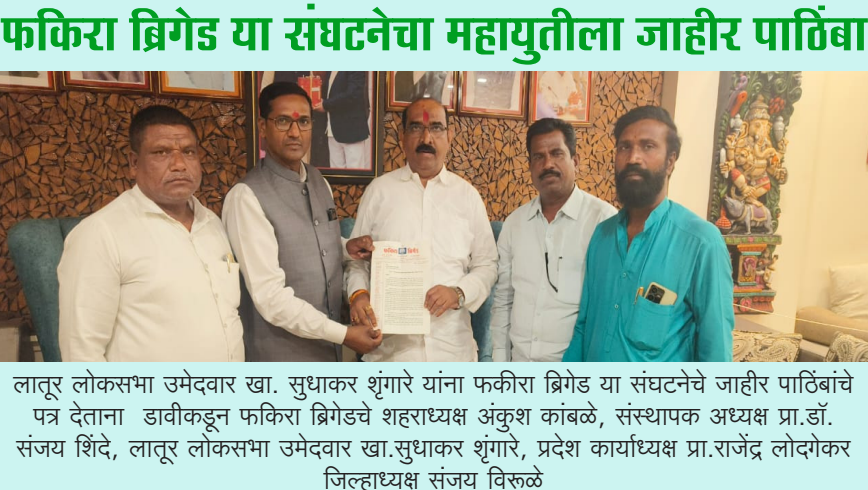 फकिरा ब्रिगेड या संघटनेचा महायुतीला जाहीर पाठिंबा
फकिरा ब्रिगेड
लातूर लोकसभा उमेदवार खा. सुधाकर शृंगारे यांना फकीरा ब्रिगेड या संघटनेचे जाहीर पाठिंबांचे
पत्र देताना डावीकडून फकिरा ब्रिगेडचे शहराध्यक्ष अंकुश कांबळे, संस्थापक अध्यक्ष प्रा.डॉ.
संजय शिंदे, लातूर लोकसभा उमेदवार खा.सुधाकर शृंगारे, प्रदेश कार्याध्यक्ष प्रा.राजेंद्र लोदगेकर
जिल्हाध्यक्ष संजय विरूळे